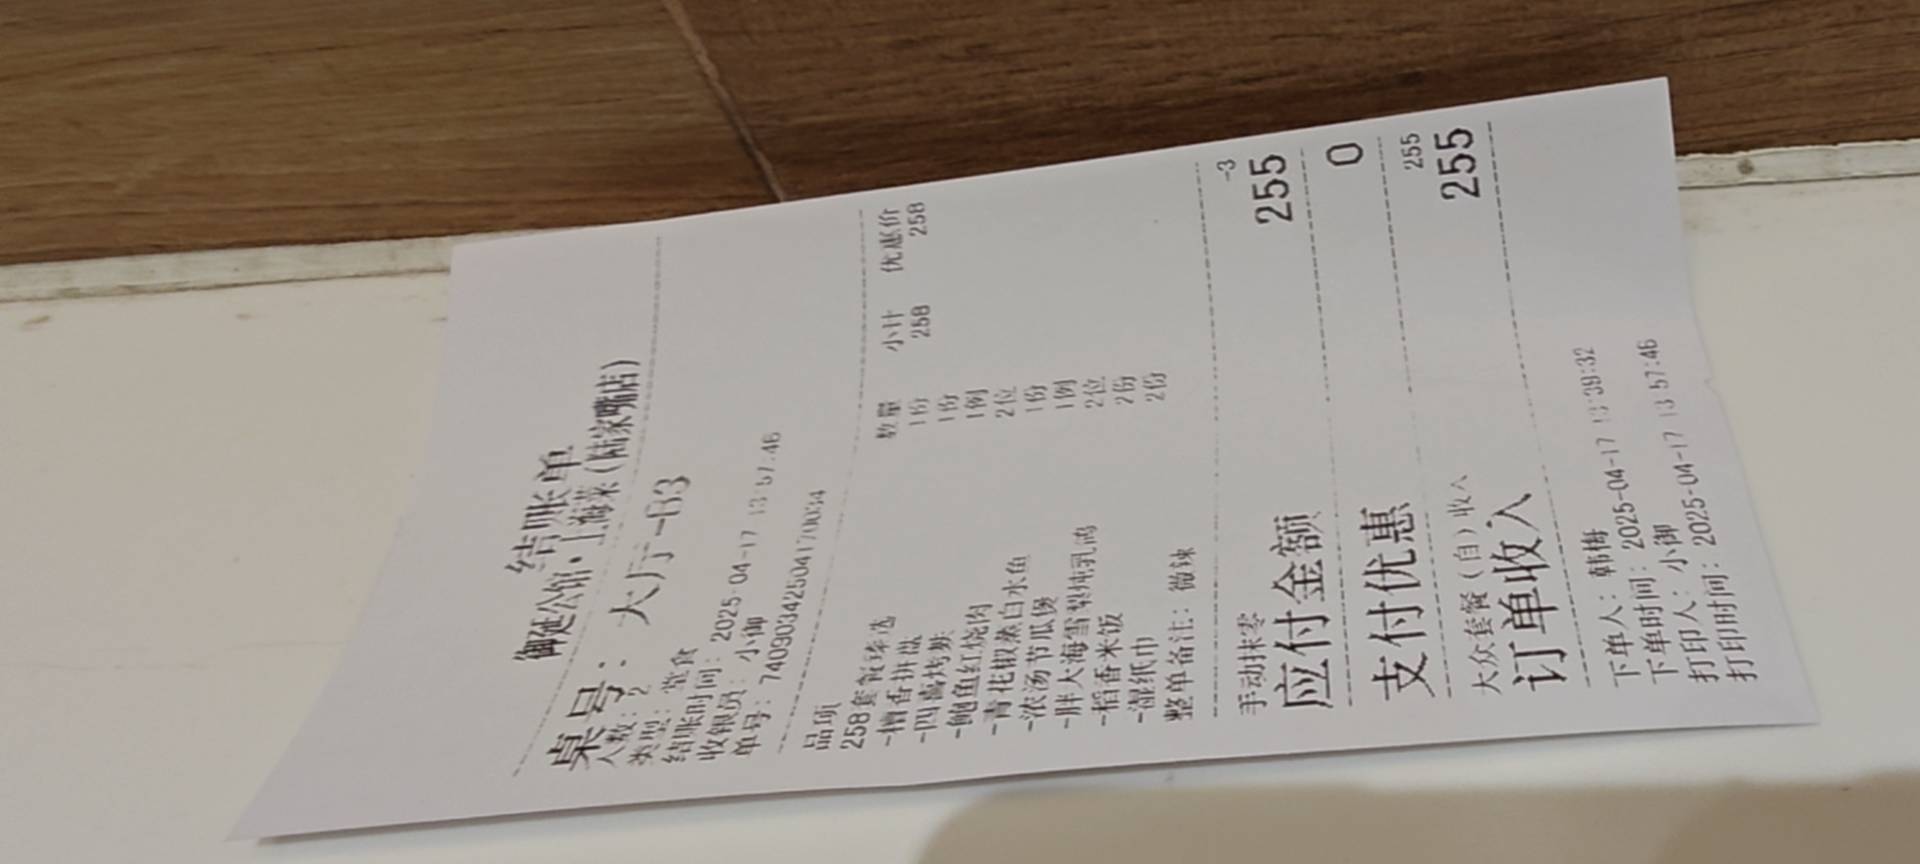 结账单
御延公馆·上海菜(陆家嘴店)
桌号: 大厅-B3
人数: 2
类型: 堂食
结账时间: 2025-04-17 13:57:46
收银员: 小御
单号: 74090342504170034
品项 数量 小计 优惠价
258套餐臻选 1份 258 258
-檀香拼盘 1份
-四喜烤麸 1例
-鲍鱼红烧肉 2位
-青花椒蒸白水鱼 1份
-浓汤节瓜煲 1例
-胖大海雪梨炖乳鸽 2位
-稻香米饭 2份
-湿纸巾 2份
整单备注: 微辣
手动抹零 -3
应付金额 255
支付优惠 0
大众套餐(自)收入 255
订单收入 255
下单人: 韩梅
下单时间: 2025-04-17 13:39:32
打印人: 小御
打印时间: 2025-04-17 13:57:46